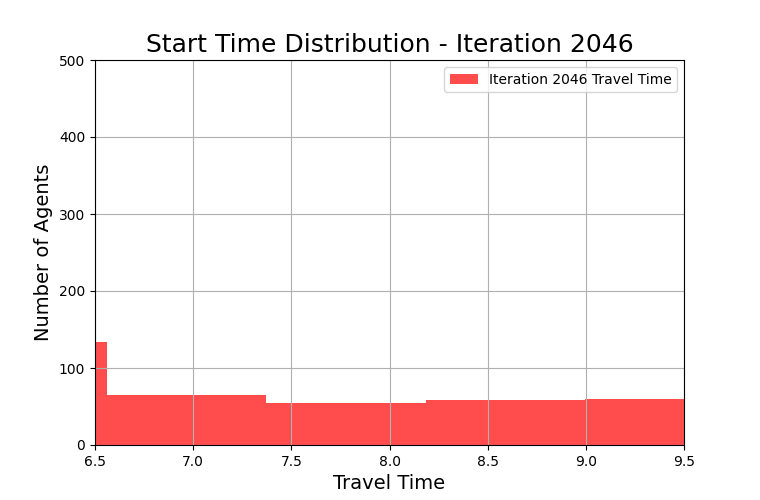 Start Time Distribution - Iteration 2046
Iteration 2046 Travel Time
Number of Agents
500
400
300
200
100
0
6.5 7.0 7.5 8.0 8.5 9.0 9.5
Travel Time